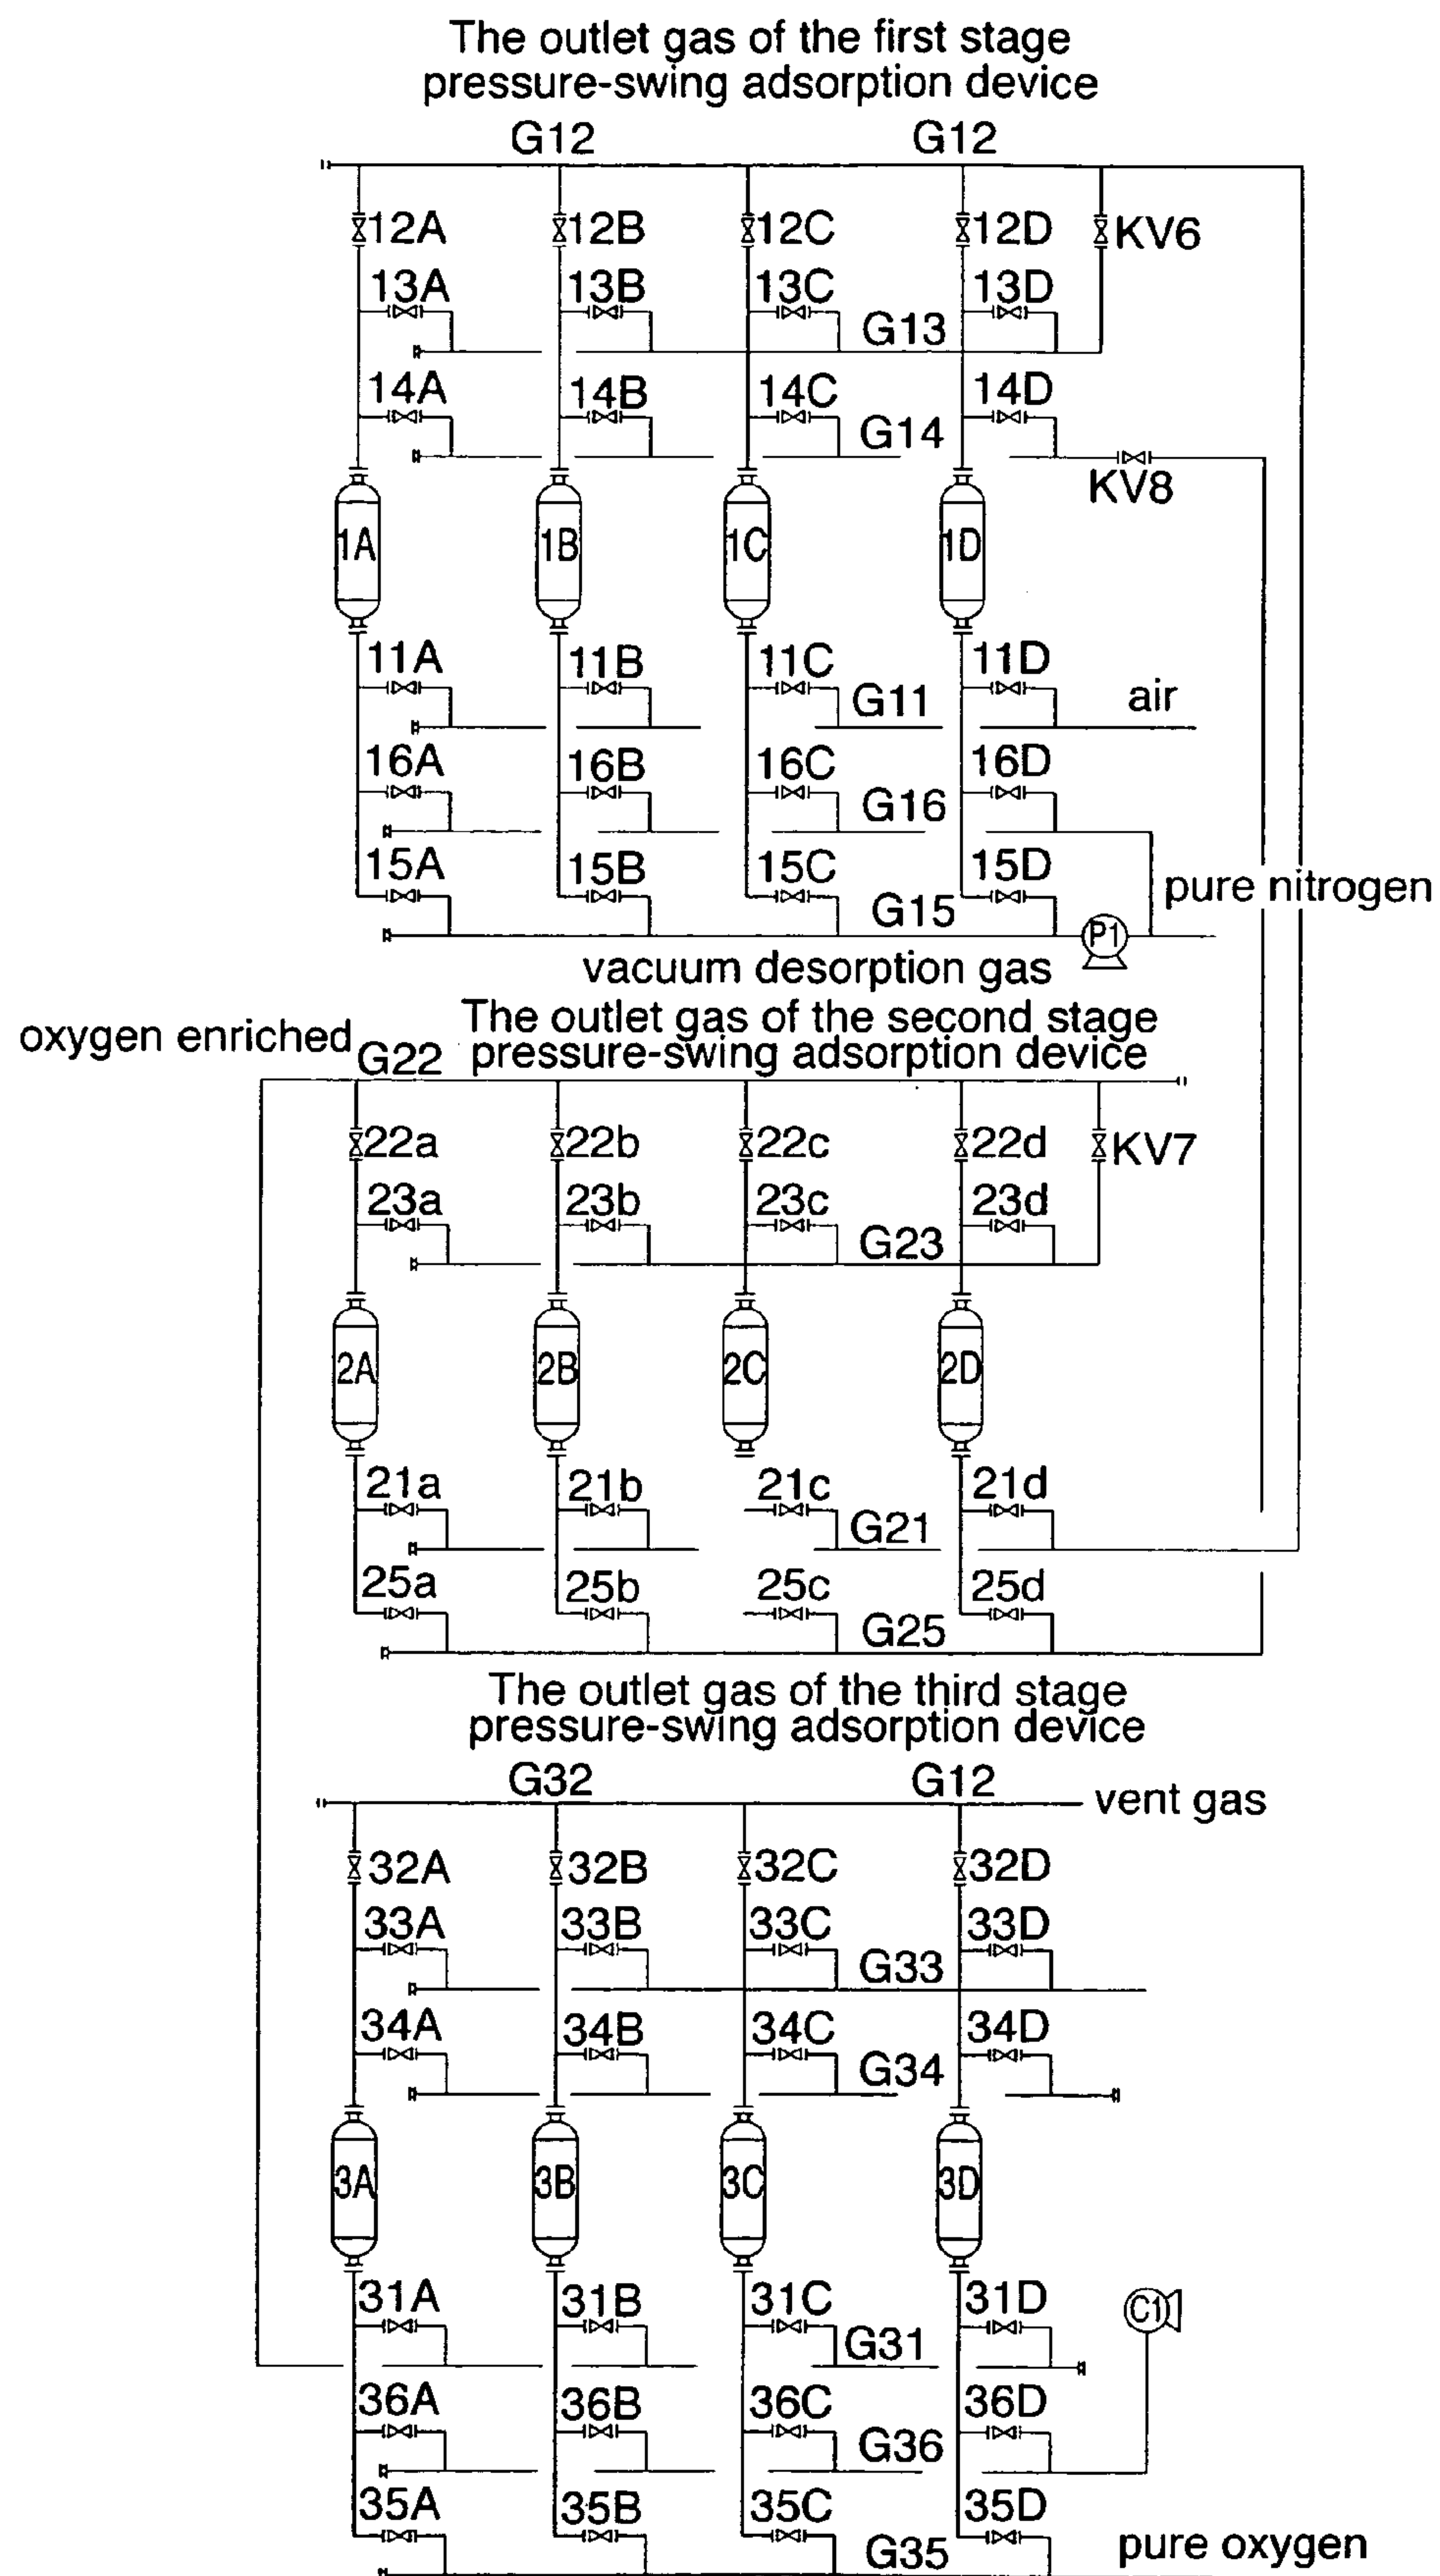 The outlet gas of the first stage
pressure-swing adsorption device
G12 G12
12A 12B 12C 12D KV6
13A 13B 13C 13D
G13
14A 14B 14C 14D
G14
KV8
1A 1B 1C 1D
11A 11B 11C 11D
G11 air
16A 16B 16C 16D
G16
15A 15B 15C 15D
pure nitrogen
G15 P1
vacuum desorption gas
The outlet gas of the second stage
oxygen enriched
G22 pressure-swing adsorption device
22a 22b 22c 22d KV7
23a 23b 23c 23d
G23
2A 2B 2C 2D
21a 21b 21c 21d
G21
25a 25b 25c 25d
G25
The outlet gas of the third stage
pressure-swing adsorption device
G32 G12
vent gas
32A 32B 32C 32D
33A 33B 33C 33D
G33
34A 34B 34C 34D
G34
3A 3B 3C 3D
31A 31B 31C 31D C1
G31
36A 36B 36C 36D
G36
35A 35B 35C 35D
G35 pure oxygen